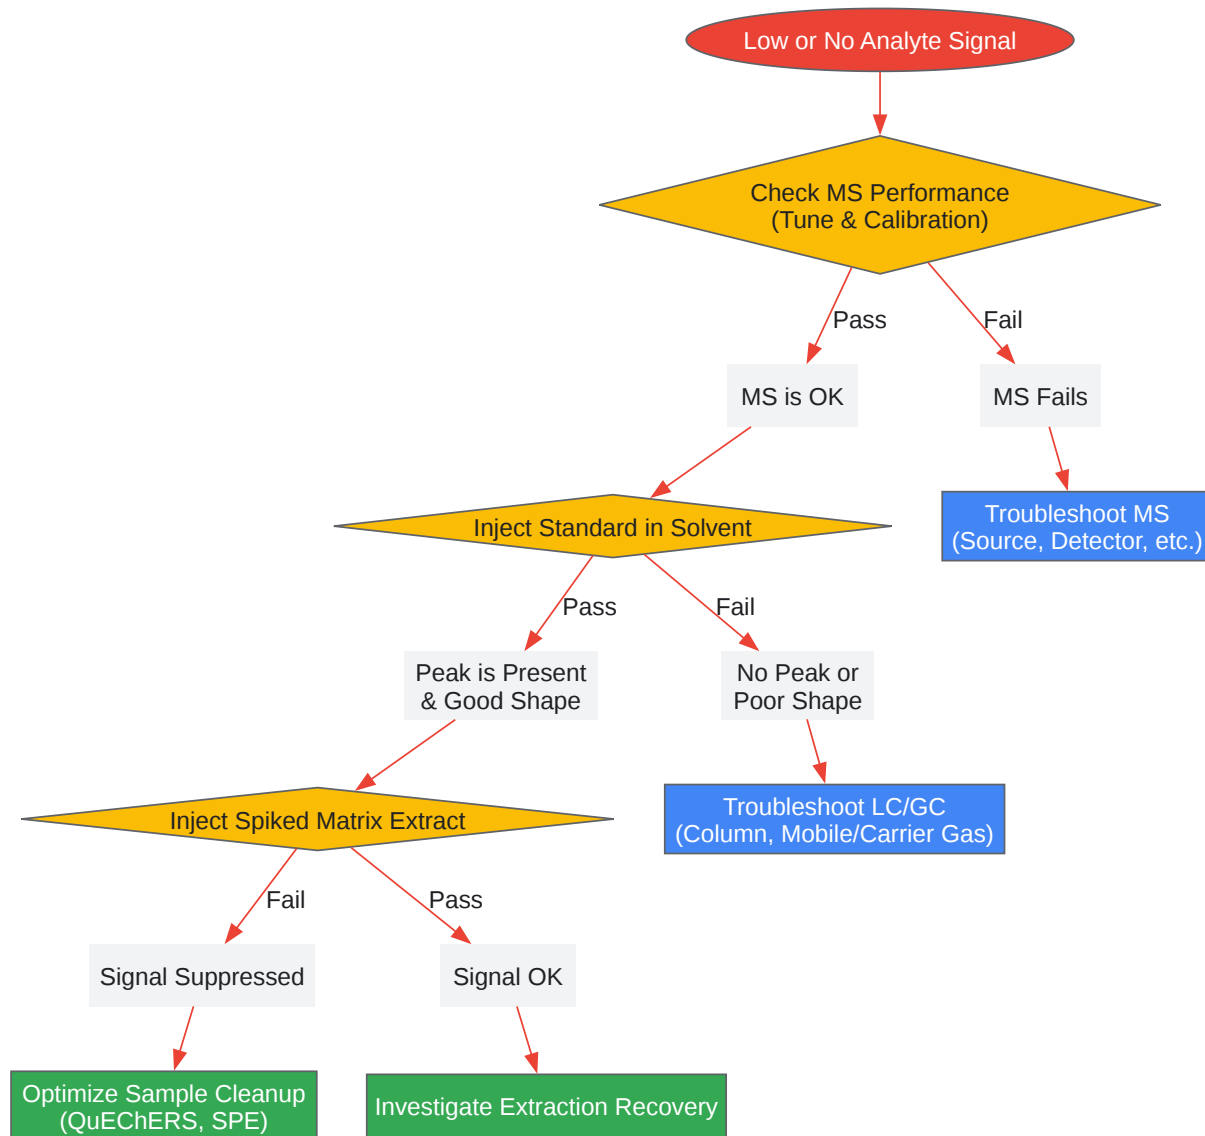 Low or No Analyte Signal
Check MS Performance
(Tune & Calibration)
Pass
Fail
MS is OK
MS Fails
Troubleshoot MS
(Source, Detector, etc.)
Inject Standard in Solvent
Pass
Fail
Peak is Present
& Good Shape
No Peak or
Poor Shape
Troubleshoot LC/GC
(Column, Mobile/Carrier Gas)
Inject Spiked Matrix Extract
Fail
Pass
Signal Suppressed
Signal OK
Optimize Sample Cleanup
(QuEChERS, SPE)
Investigate Extraction Recovery